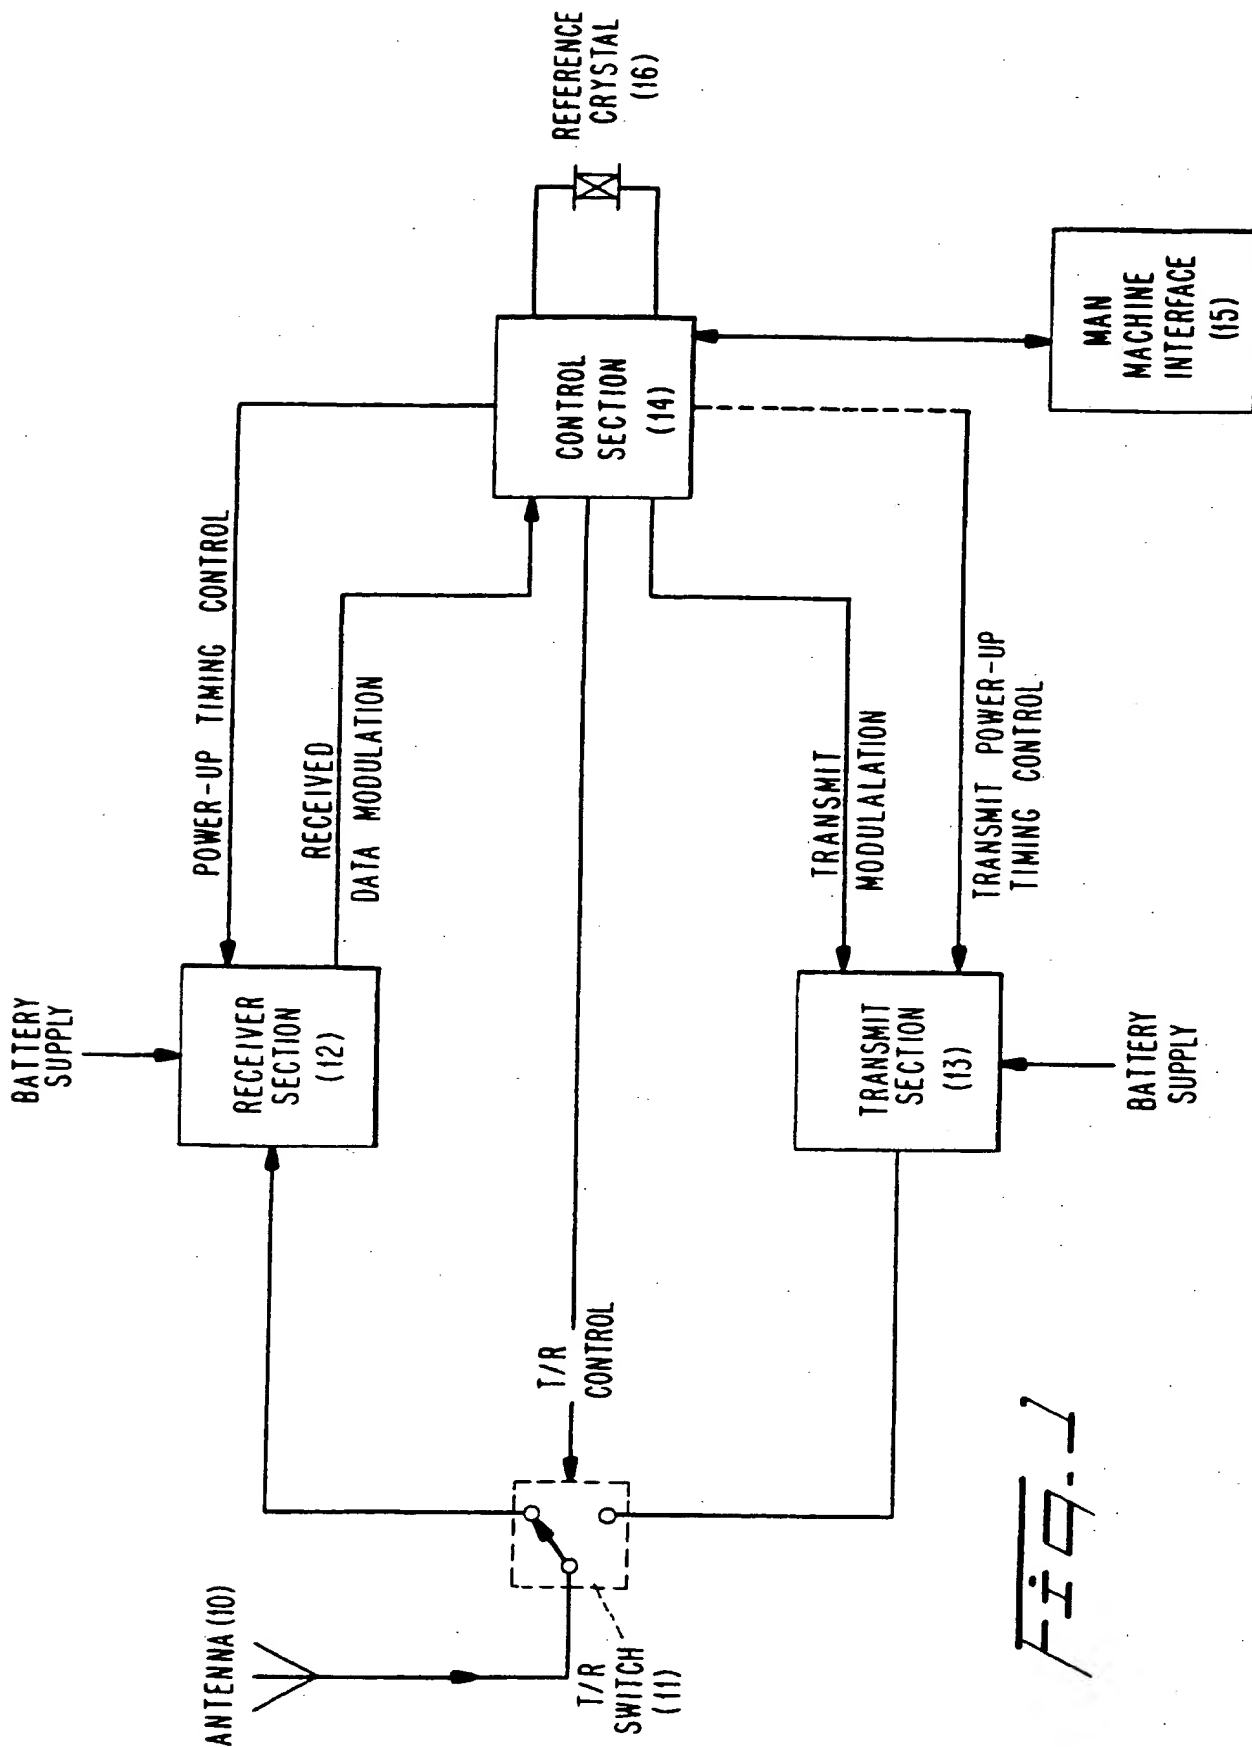 BATTERY
SUPPLY
POWER-UP TIMING CONTROL
RECEIVER
SECTION
(12)
RECEIVED
DATA MODULATION
ANTENNA (10)
T/R
SWITCH
(11)
T/R
CONTROL
CONTROL
SECTION
(14)
REFERENCE
CRYSTAL
(16)
TRANSMIT
MODULALATION
TRANSMIT
SECTION
(13)
TRANSMIT POWER-UP
TIMING CONTROL
MAN
MACHINE
INTERFACE
(15)
BATTERY
SUPPLY
Fig. 1